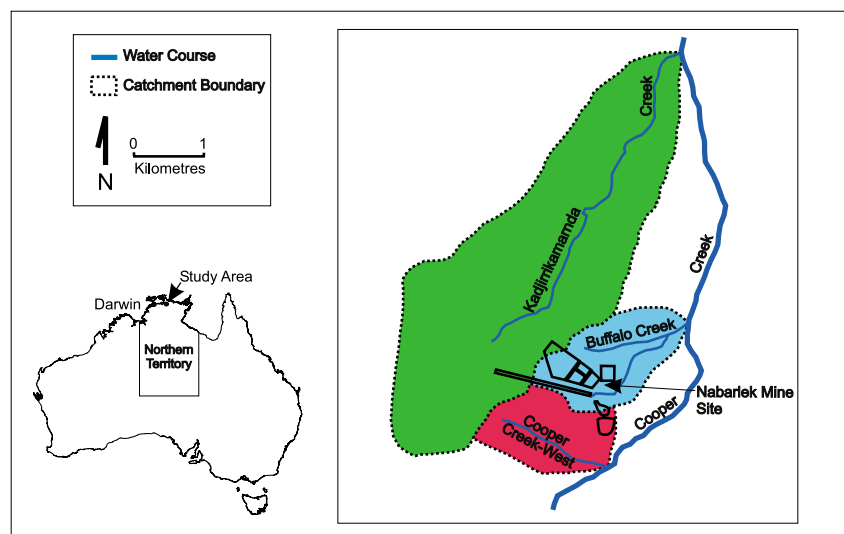 Water Course
Catchment Boundary
0 1
Kilometres
N
Study Area
Darwin
Northern
Territory
Creek
Kadjirrikamarnda
Creek
Buffalo Creek
Nabarlek Mine
Site
Cooper
Cooper
Creek-West